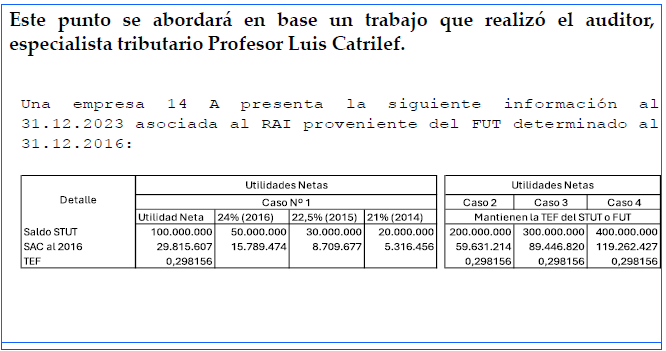 Este punto se abordará en base un trabajo que realizó el auditor,
especialista tributario Profesor Luis Catrilef.
Una empresa 14 A presenta la siguiente información al
31.12.2023 asociada al RAI proveniente del FUT determinado al
31.12.2016:
Detalle Utilidades Netas Utilidades Netas
Caso Nº 1 Caso 2 Caso 3 Caso 4
Utilidad Neta 24% (2016) 22,5% (2015) 21% (2014) Mantienen la TEF del STUT o FUT
Saldo STUT 100.000.000 50.000.000 30.000.000 20.000.000 200.000.000 300.000.000 400.000.000
SAC al 2016 29.815.607 15.789.474 8.709.677 5.316.456 59.631.214 89.446.820 119.262.427
TEF 0,298156 0,298156 0,298156 0,298156